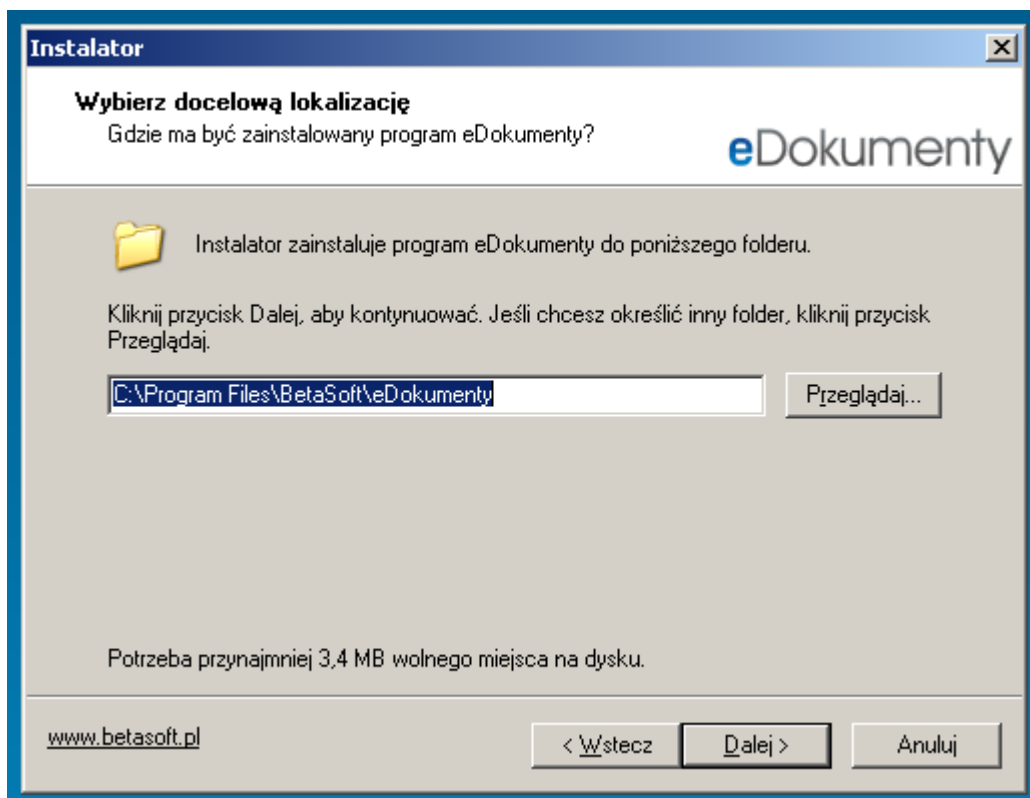 Instalator
Wybierz docelową lokalizację
Gdzie ma być zainstalowany program eDokumenty?
eDokumenty
Instalator zainstaluje program eDokumenty do poniższego folderu.
Kliknij przycisk Dalej, aby kontynuować. Jeśli chcesz określić inny folder, kliknij przycisk
Przeglądaj.
C:\Program Files\BetaSoft\eDokumenty
Przeglądaj...
Potrzeba przynajmniej 3,4 MB wolnego miejsca na dysku.
www.betasoft.pl
< Wstecz
Dalej >
Anuluj